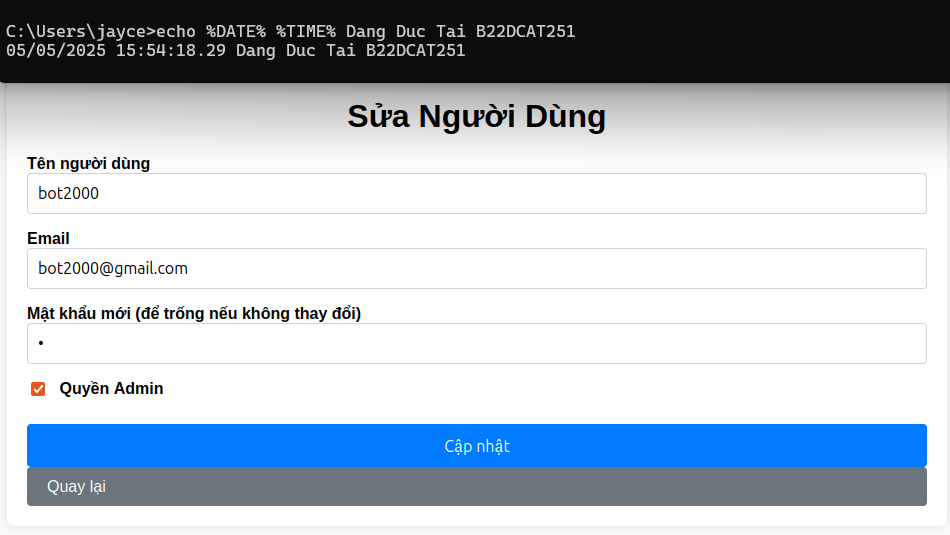 C:\Users\jayce>echo %DATE% %TIME% Dang Duc Tai B22DCAT251
05/05/2025 15:54:18.29 Dang Duc Tai B22DCAT251
Sửa Người Dùng
Tên người dùng
bot2000
Email
bot2000@gmail.com
Mật khẩu mới (để trống nếu không thay đổi)
•
Quyền Admin
Cập nhật
Quay lại